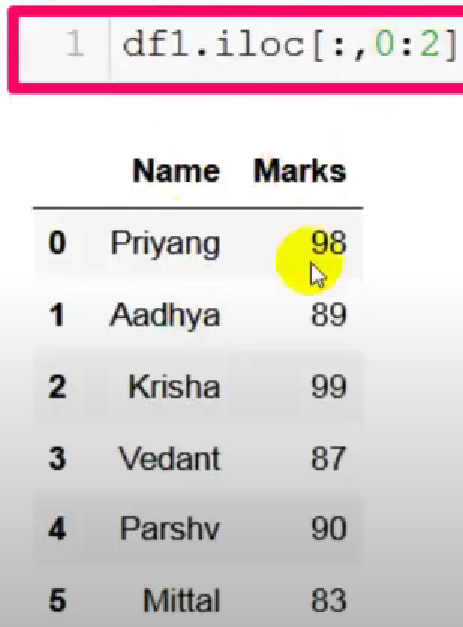 1 df1.iloc[:,0:2]
Name Marks
0 Priyang 98
1 Aadhya 89
2 Krisha 99
3 Vedant 87
4 Parshv 90
5 Mittal 83